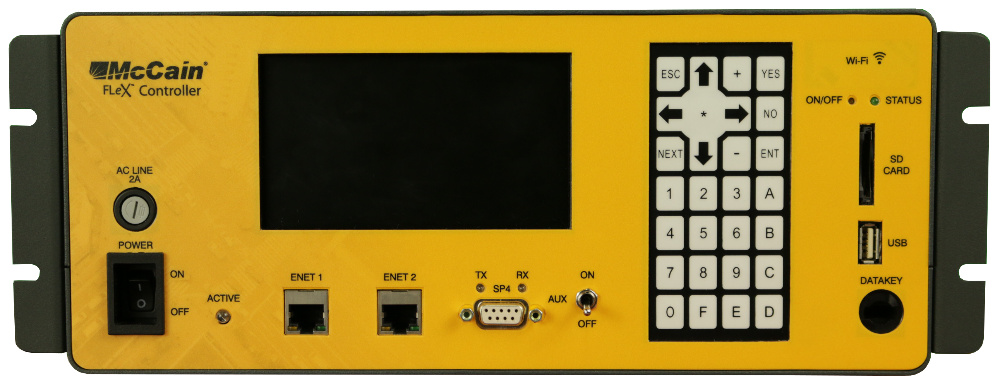 McCain®
FLeX™ Controller
AC LINE
2A
POWER
ON
OFF
ACTIVE
ENET 1
ENET 2
TX
RX
SP4
AUX
ON
OFF
ESC
+
YES
*
NO
NEXT
-
ENT
1
2
3
A
4
5
6
B
7
8
9
C
0
F
E
D
Wi-Fi
ON/OFF
STATUS
SD
CARD
USB
DATAKEY